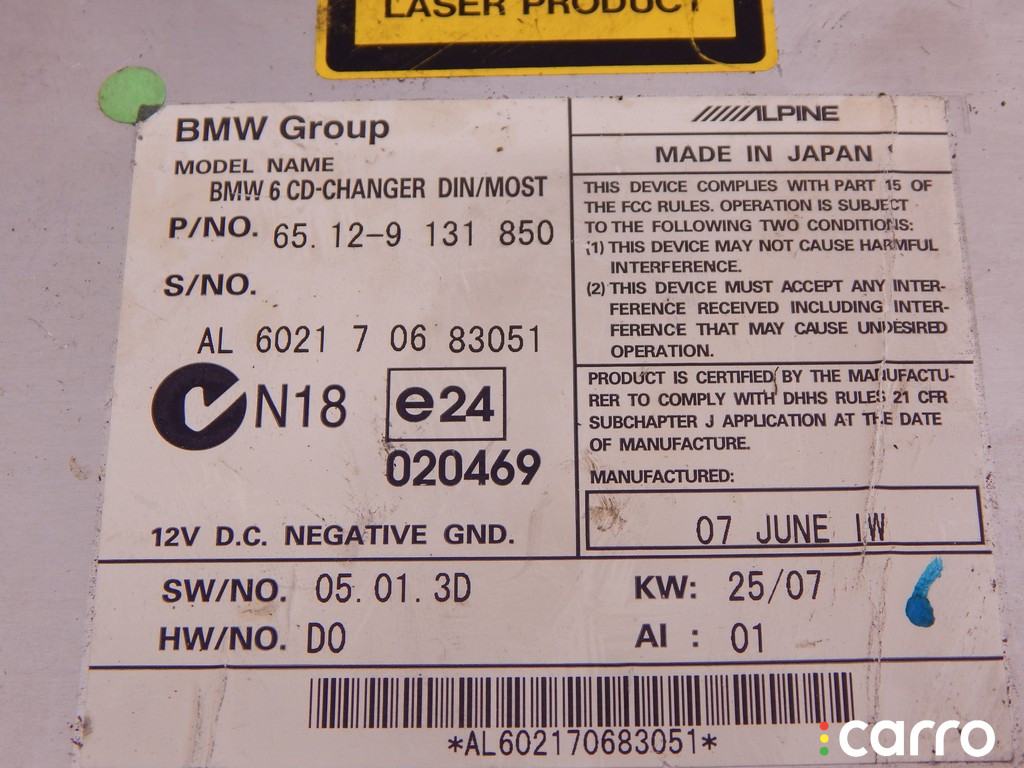 LASER PRODUCT
BMW Group
MODEL NAME
BMW 6 CD-CHANGER DIN/MOST
P/NO. 65. 12-9 131 850
S/NO.
AL 6021 7 06 83051
N18
e24
020469
12V D.C. NEGATIVE GND.
ALPINE
MADE IN JAPAN
THIS DEVICE COMPLIES WITH PART 15 OF
THE FCC RULES. OPERATION IS SUBJECT
TO THE FOLLOWING TWO CONDITIONS:
(1) THIS DEVICE MAY NOT CAUSE HARMFUL
INTERFERENCE.
(2) THIS DEVICE MUST ACCEPT ANY INTER-
FERENCE RECEIVED INCLUDING INTER-
FERENCE THAT MAY CAUSE UNDESIRED
OPERATION.
PRODUCT IS CERTIFIED BY THE MANUFACTU-
RER TO COMPLY WITH DHHS RULES 21 CFR
SUBCHAPTER J APPLICATION AT THE DATE
OF MANUFACTURE.
MANUFACTURED:
07 JUNE IW
SW/NO. 05. 01. 3D
KW: 25/07
HW/NO. D0
AI : 01
*AL602170683051*
carro